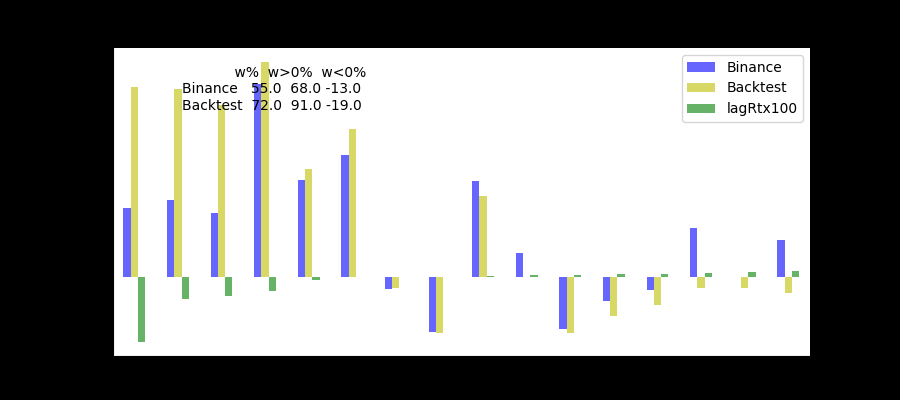 w%  w>0%  w<0%
Binance   55.0  68.0 -13.0
Backtest  72.0  91.0 -19.0
Binance
Backtest
lagRtx100